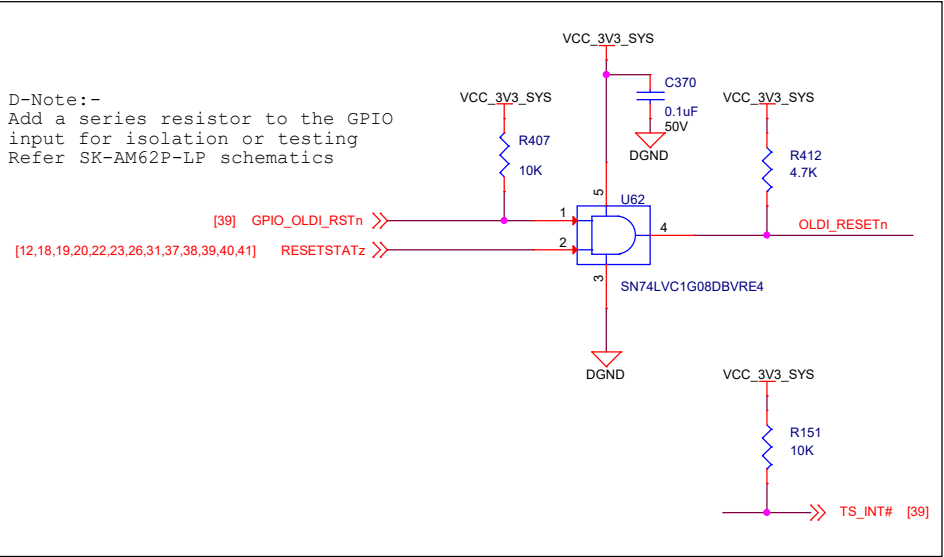 VCC_3V3_SYS
D-Note:-
Add a series resistor to the GPIO
input for isolation or testing
Refer SK-AM62P-LP schematics
VCC_3V3_SYS
R407
10K
C370
0.1uF
50V
DGND
VCC_3V3_SYS
R412
4.7K
5
U62
[39] GPIO_OLDI_RSTn
1
4
OLDI_RESETn
[12,18,19,20,22,23,26,31,37,38,39,40,41] RESETSTATz
2
3
SN74LVC1G08DBVRE4
DGND
VCC_3V3_SYS
R151
10K
TS_INT# [39]